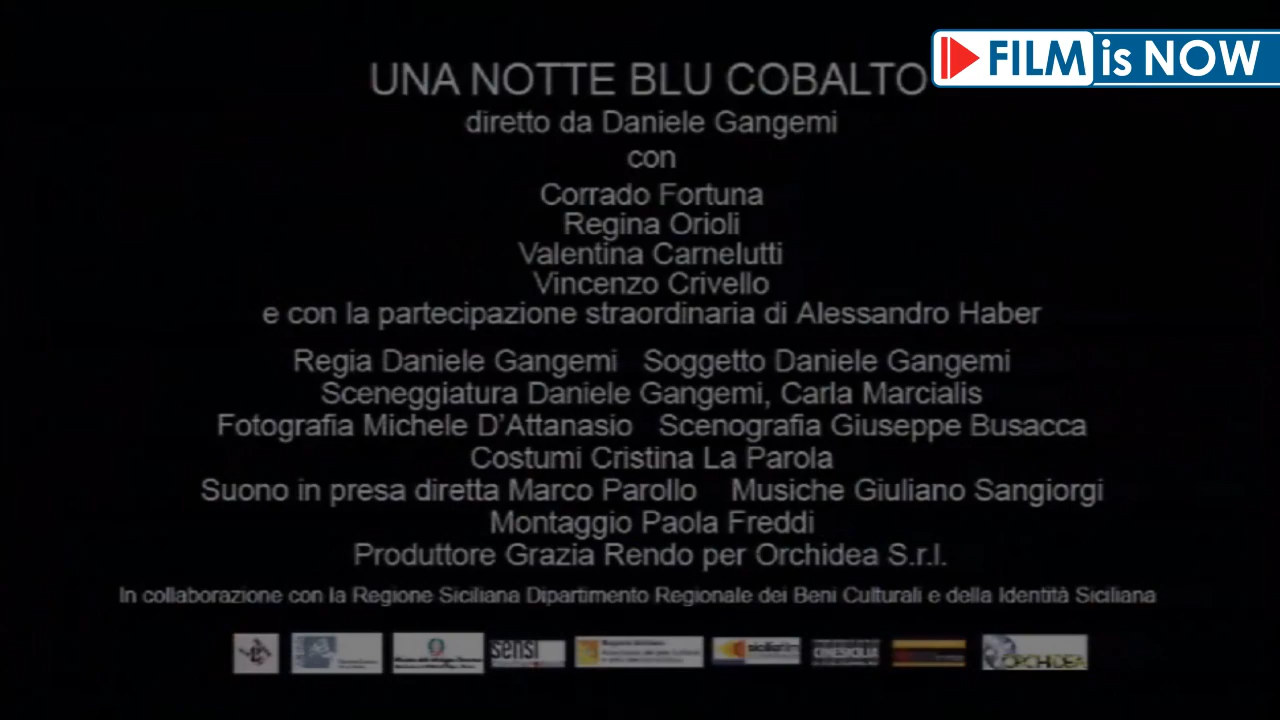 FILM is NOW
UNA NOTTE BLU COBALTO
diretto da Daniele Gangemi
con
Corrado Fortuna
Regina Orioli
Valentina Carnelutti
Vincenzo Crivello
e con la partecipazione straordinaria di Alessandro Haber
Regia Daniele Gangemi Soggetto Daniele Gangemi
Sceneggiatura Daniele Gangemi, Carla Marcialis
Fotografia Michele D'Attanasio Scenografia Giuseppe Busacca
Costumi Cristina La Parola
Suono in presa diretta Marco Parollo Musiche Giuliano Sangiorgi
Montaggio Paola Freddi
Produttore Grazia Rendo per Orchidea S.r.l.
In collaborazione con la Regione Siciliana Dipartimento Regionale dei Beni Culturali e della Identità Siciliana
sensi siciliafilm CINESICILIA ORCHIDEA